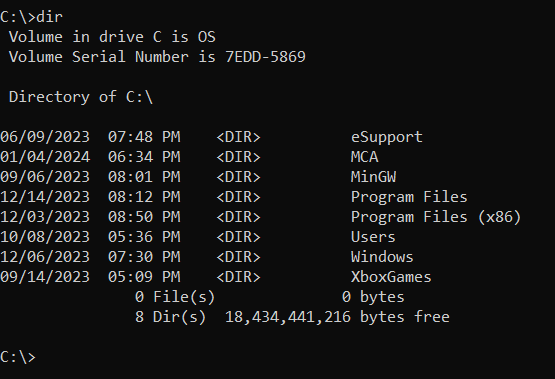 C:\>dir
 Volume in drive C is OS
 Volume Serial Number is 7EDD-5869

 Directory of C:\

06/09/2023  07:48 PM    <DIR>          eSupport
01/04/2024  06:34 PM    <DIR>          MCA
09/06/2023  08:01 PM    <DIR>          MinGW
12/14/2023  08:12 PM    <DIR>          Program Files
12/03/2023  08:50 PM    <DIR>          Program Files (x86)
10/08/2023  05:36 PM    <DIR>          Users
12/06/2023  07:30 PM    <DIR>          Windows
09/14/2023  05:09 PM    <DIR>          XboxGames
               0 File(s)              0 bytes
               8 Dir(s)  18,434,441,216 bytes free

C:\>